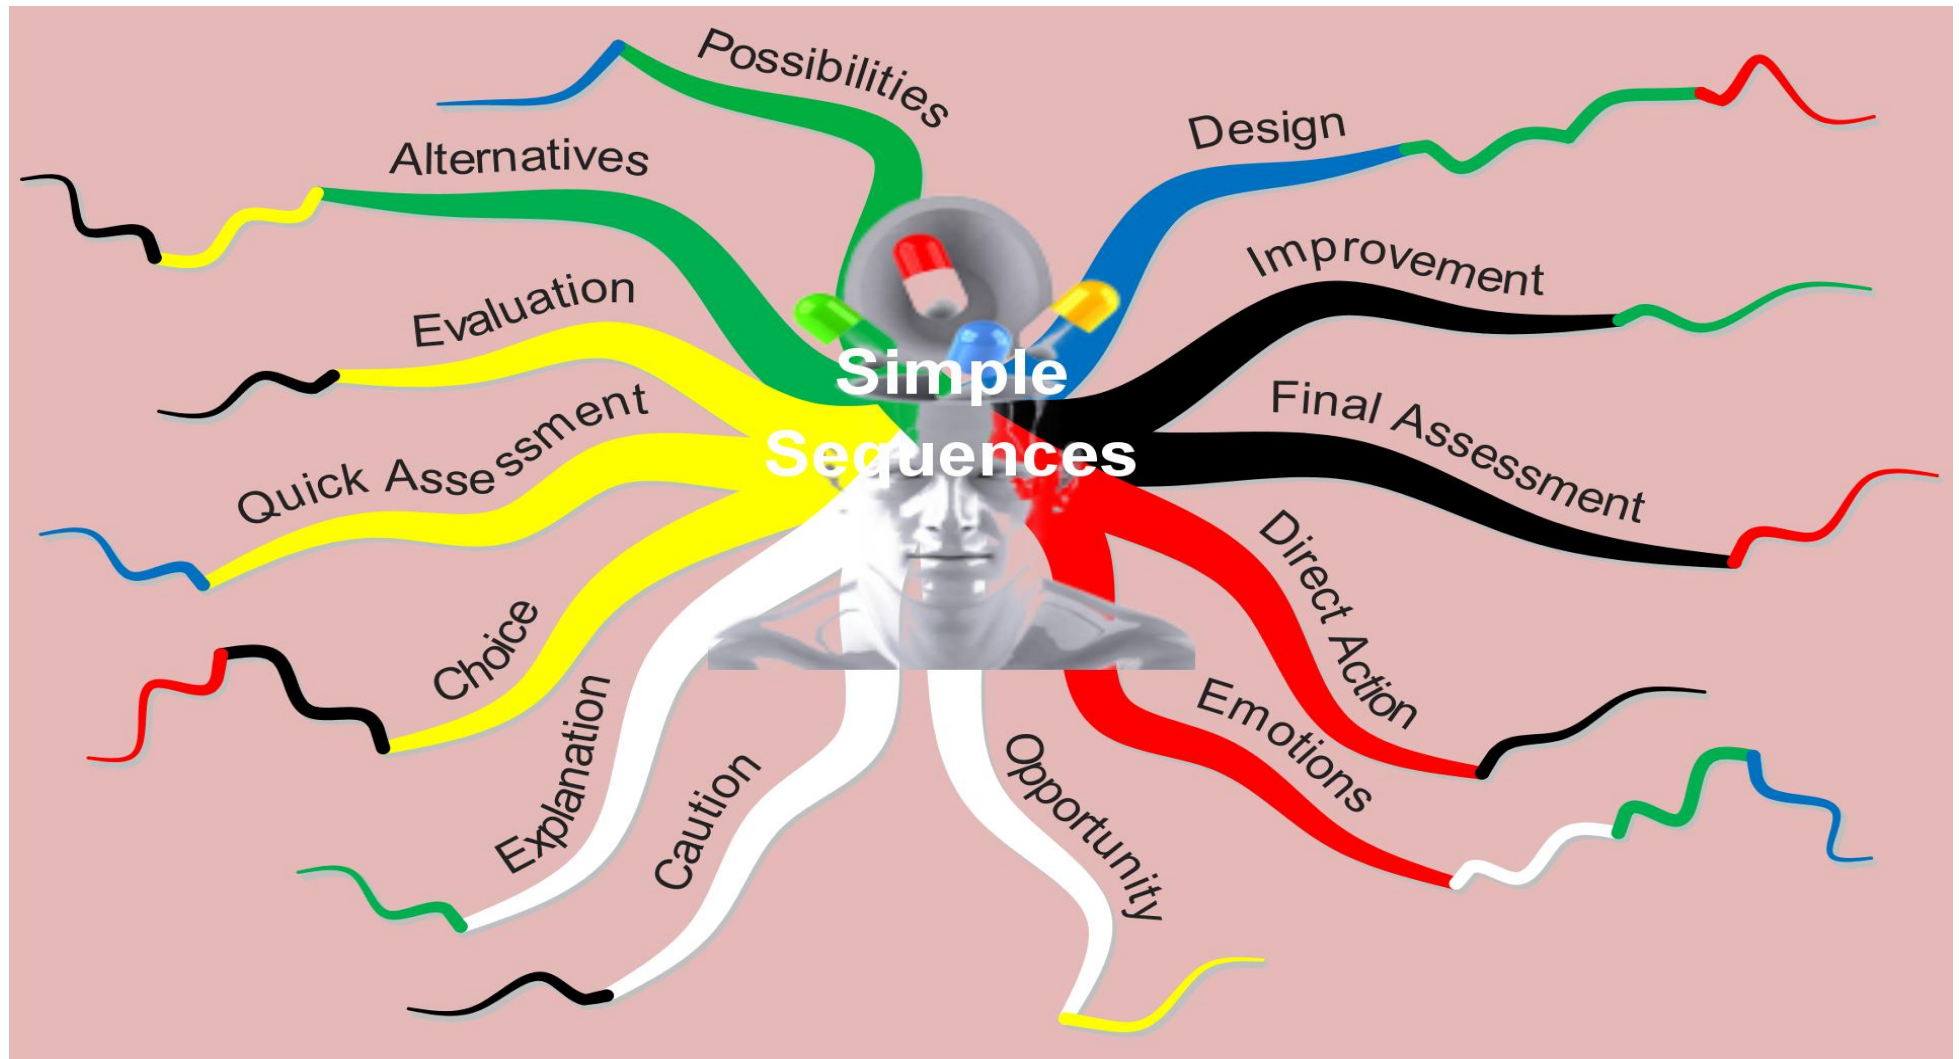 Simple
Sequences
Possibilities
Alternatives
Evaluation
Quick Assessment
Choice
Explanation
Caution
Opportunity
Emotions
Direct Action
Final Assessment
Improvement
Design